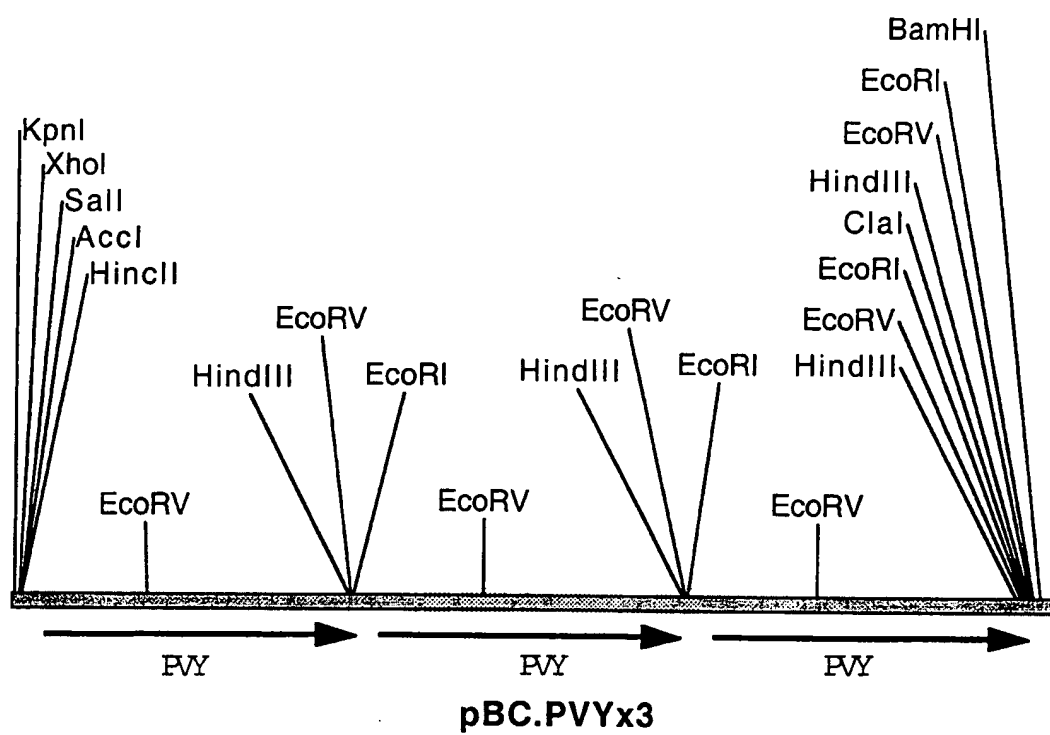 BamHI
EcoRI
KpnI
EcoRV
XhoI
HindIII
SalI
ClaI
AccI
EcoRI
HincII
EcoRV
EcoRV
EcoRV
HindIII
EcoRI
HindIII
EcoRI
HindIII
EcoRV
EcoRV
EcoRV
PVY
PVY
PVY
pBC.PVYx3